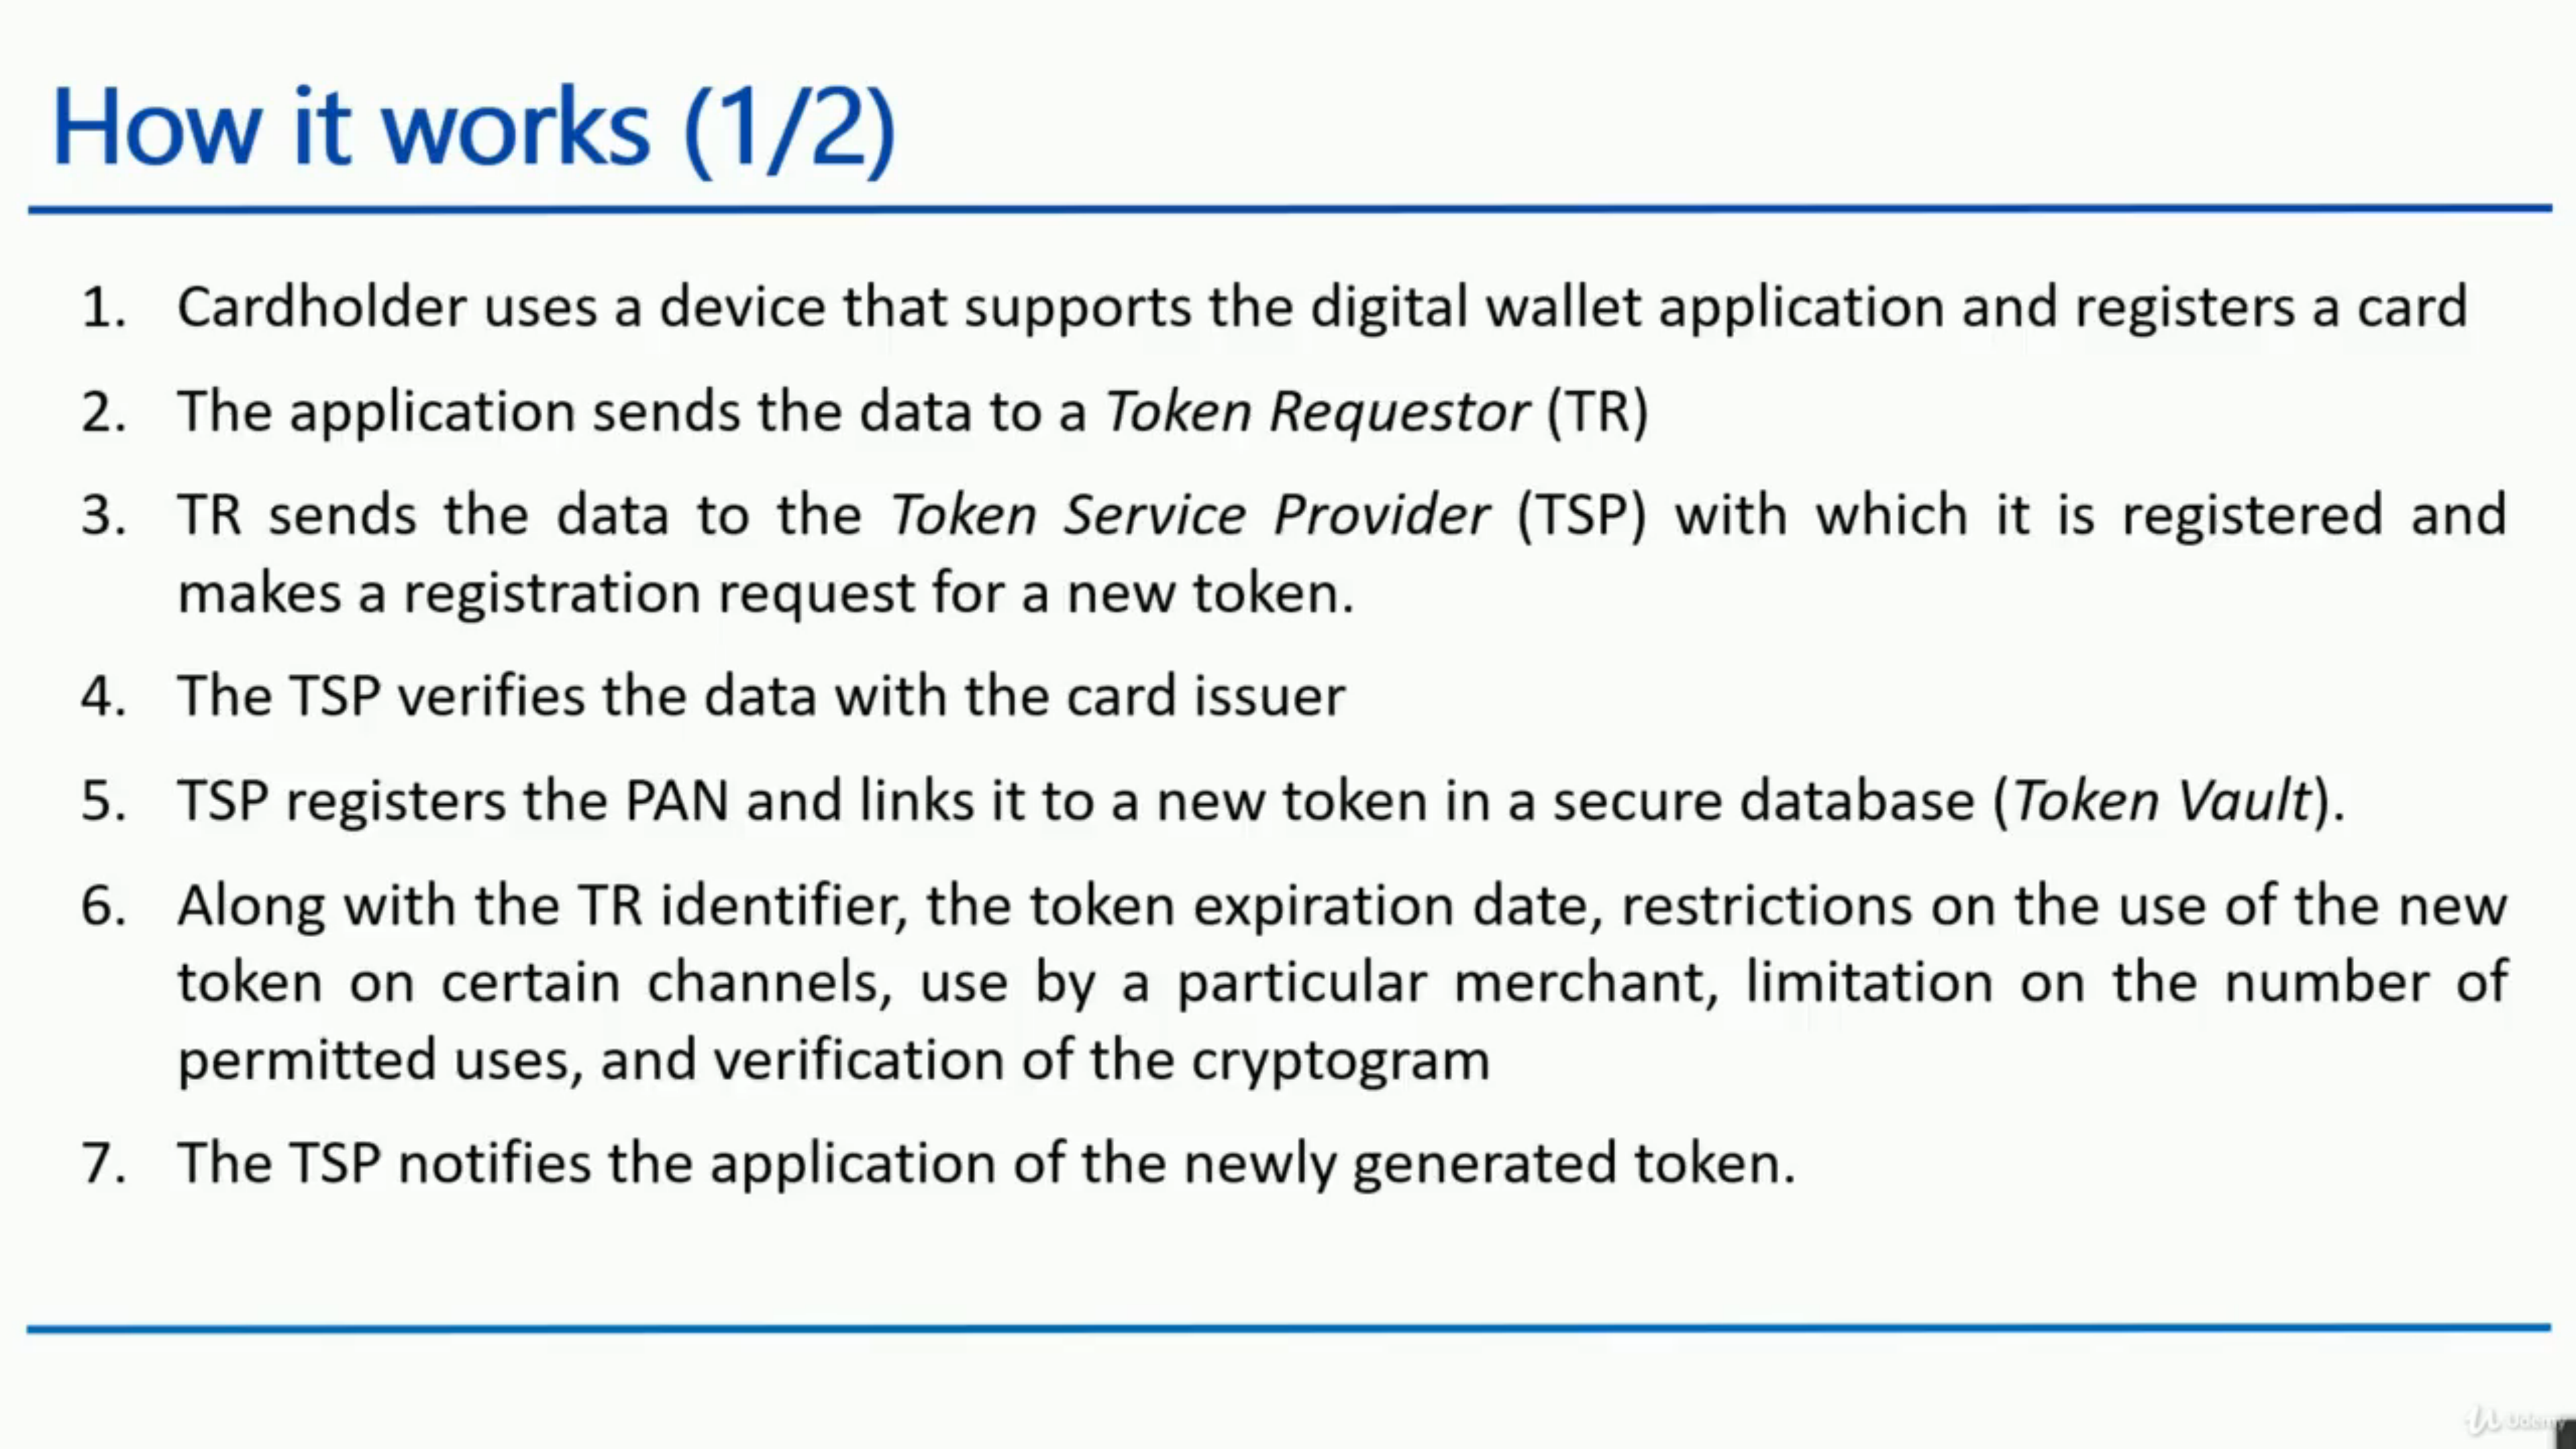 How it works (1/2)
1. Cardholder uses a device that supports the digital wallet application and registers a card
2. The application sends the data to a Token Requestor (TR)
3. TR sends the data to the Token Service Provider (TSP) with which it is registered and
makes a registration request for a new token.
4. The TSP verifies the data with the card issuer
5. TSP registers the PAN and links it to a new token in a secure database (Token Vault).
6. Along with the TR identifier, the token expiration date, restrictions on the use of the new
token on certain channels, use by a particular merchant, limitation on the number of
permitted uses, and verification of the cryptogram
7. The TSP notifies the application of the newly generated token.
Udemy